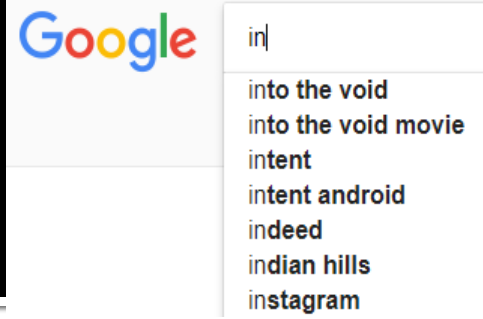 Google
in
into the void
into the void movie
intent
intent android
indeed
indian hills
instagram